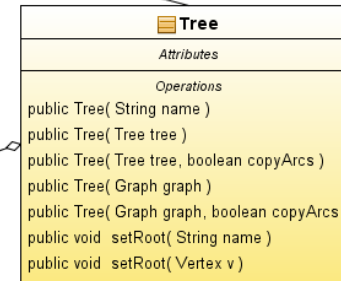 Tree
Attributes
Operations
public Tree( String name )
public Tree( Tree tree )
public Tree( Tree tree, boolean copyArcs )
public Tree( Graph graph )
public Tree( Graph graph, boolean copyArcs
public void setRoot( String name )
public void setRoot( Vertex v )